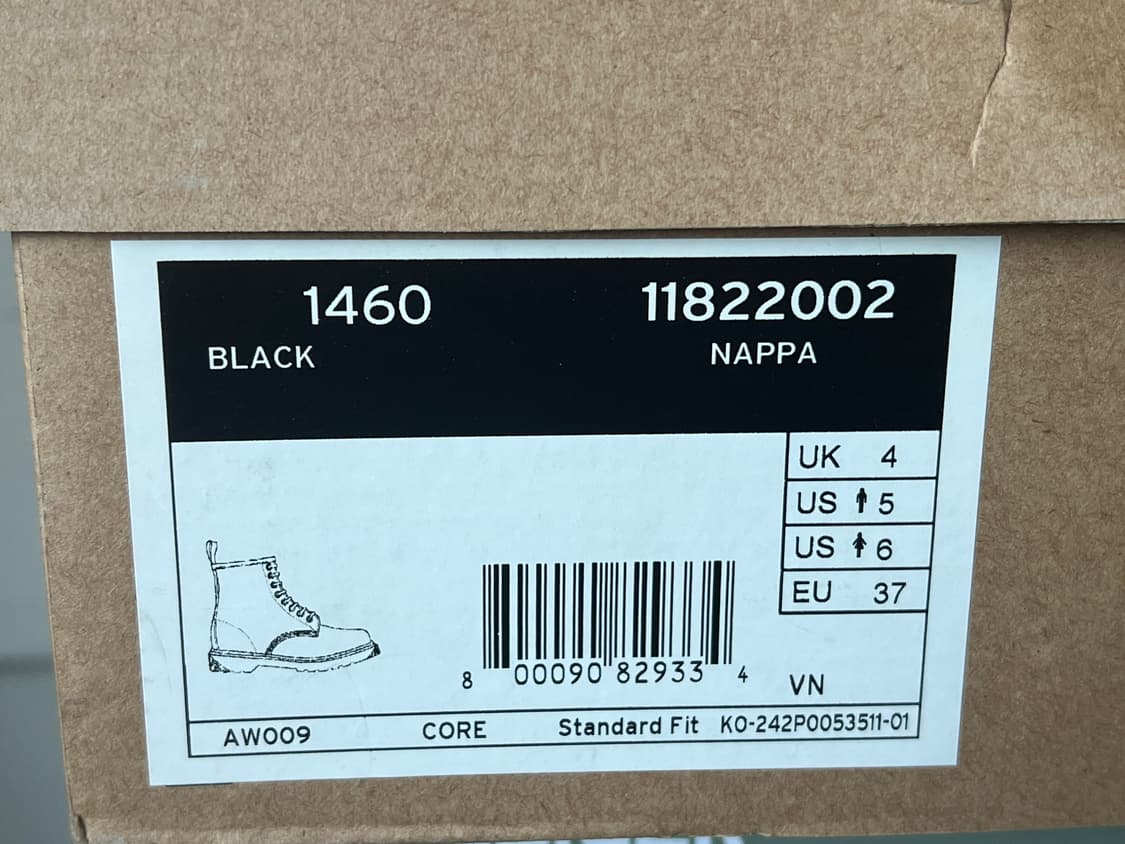 1460 11822002
BLACK NAPPA
UK 4
US 5
US 6
EU 37
8 00090 82933 4
VN
AW009 CORE Standard Fit KO-242P0053511-01